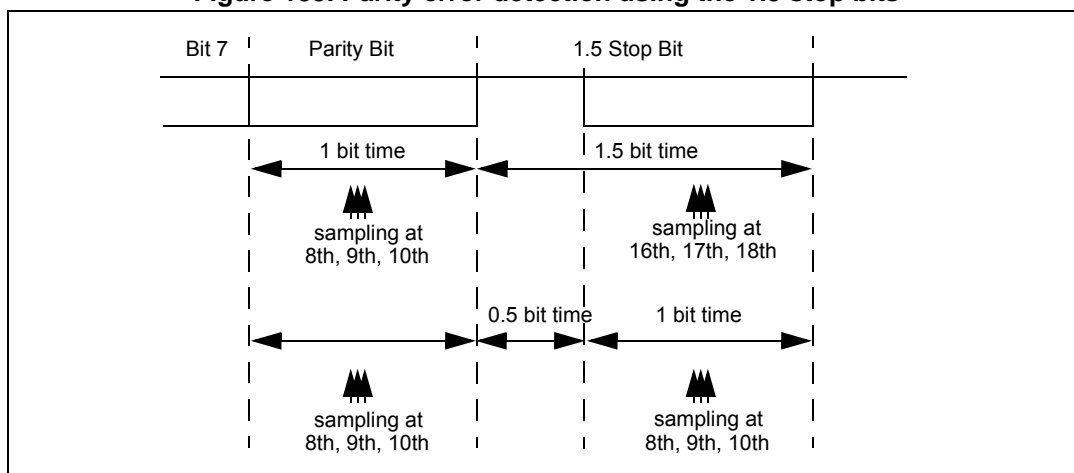 Figure Parity error detection using the 1.5 stop bits
Bit 7 Parity Bit 1.5 Stop Bit
1 bit time 1.5 bit time
sampling at
8th, 9th, 10th
sampling at
16th, 17th, 18th
0.5 bit time 1 bit time
sampling at
8th, 9th, 10th
sampling at
8th, 9th, 10th